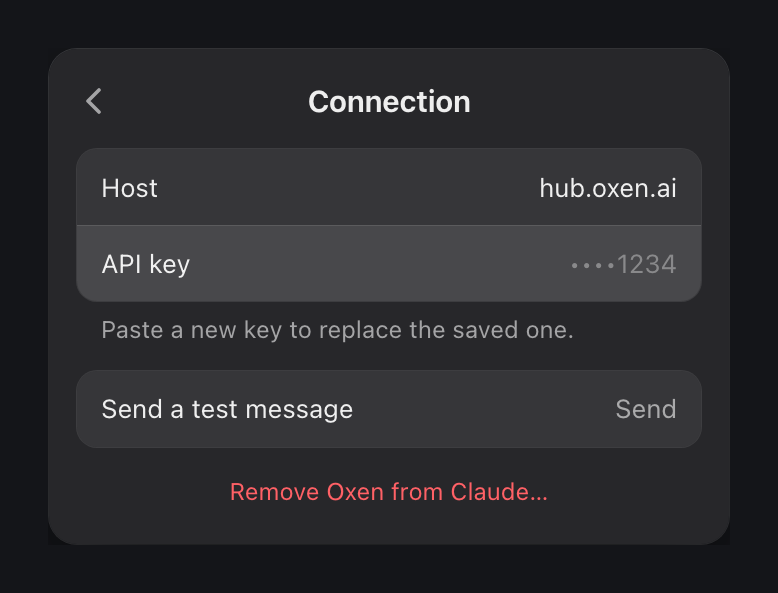 Connection
Host hub.oxen.ai
API key ••••1234
Paste a new key to replace the saved one.
Send a test message Send
Remove Oxen from Claude...